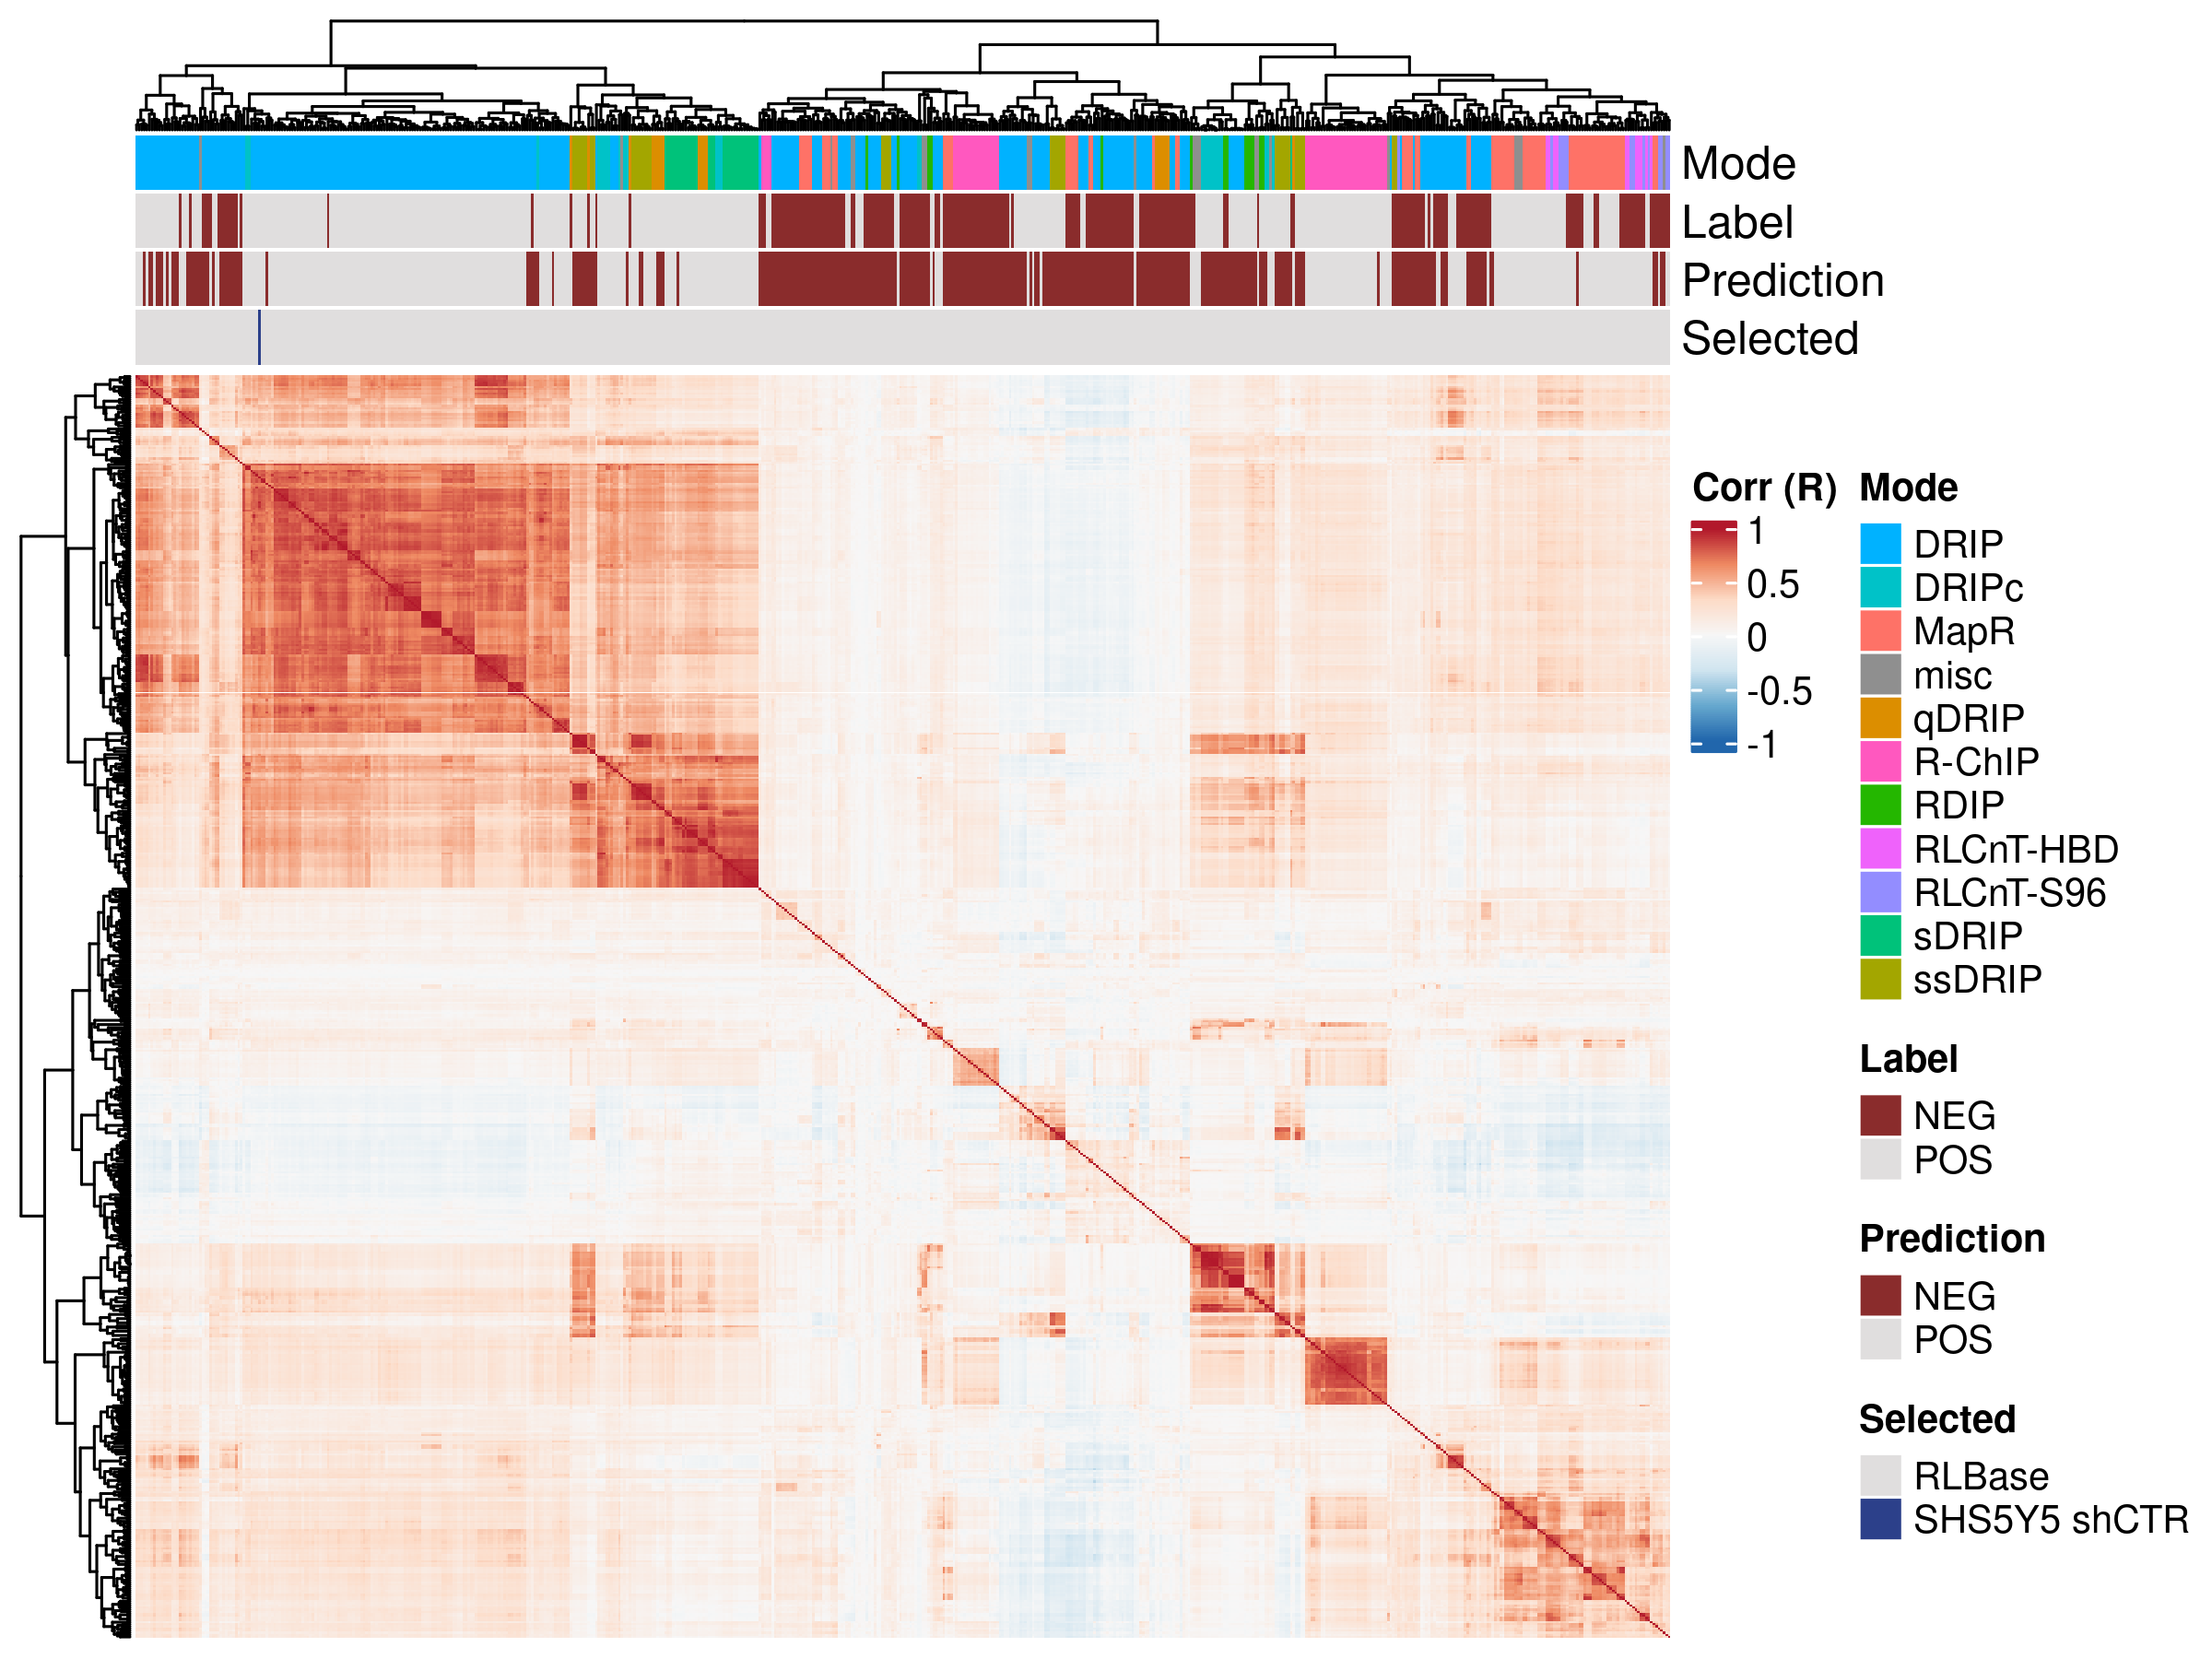 Mode
Label
Prediction
Selected
Corr (R)
1
0.5
0
-0.5
-1
Mode
DRIP
DRIPc
MapR
misc
qDRIP
R-ChIP
RDIP
RLCnT-HBD
RLCnT-S96
sDRIP
ssDRIP
Label
NEG
POS
Prediction
NEG
POS
Selected
RLBase
SHS5Y5 shCTR